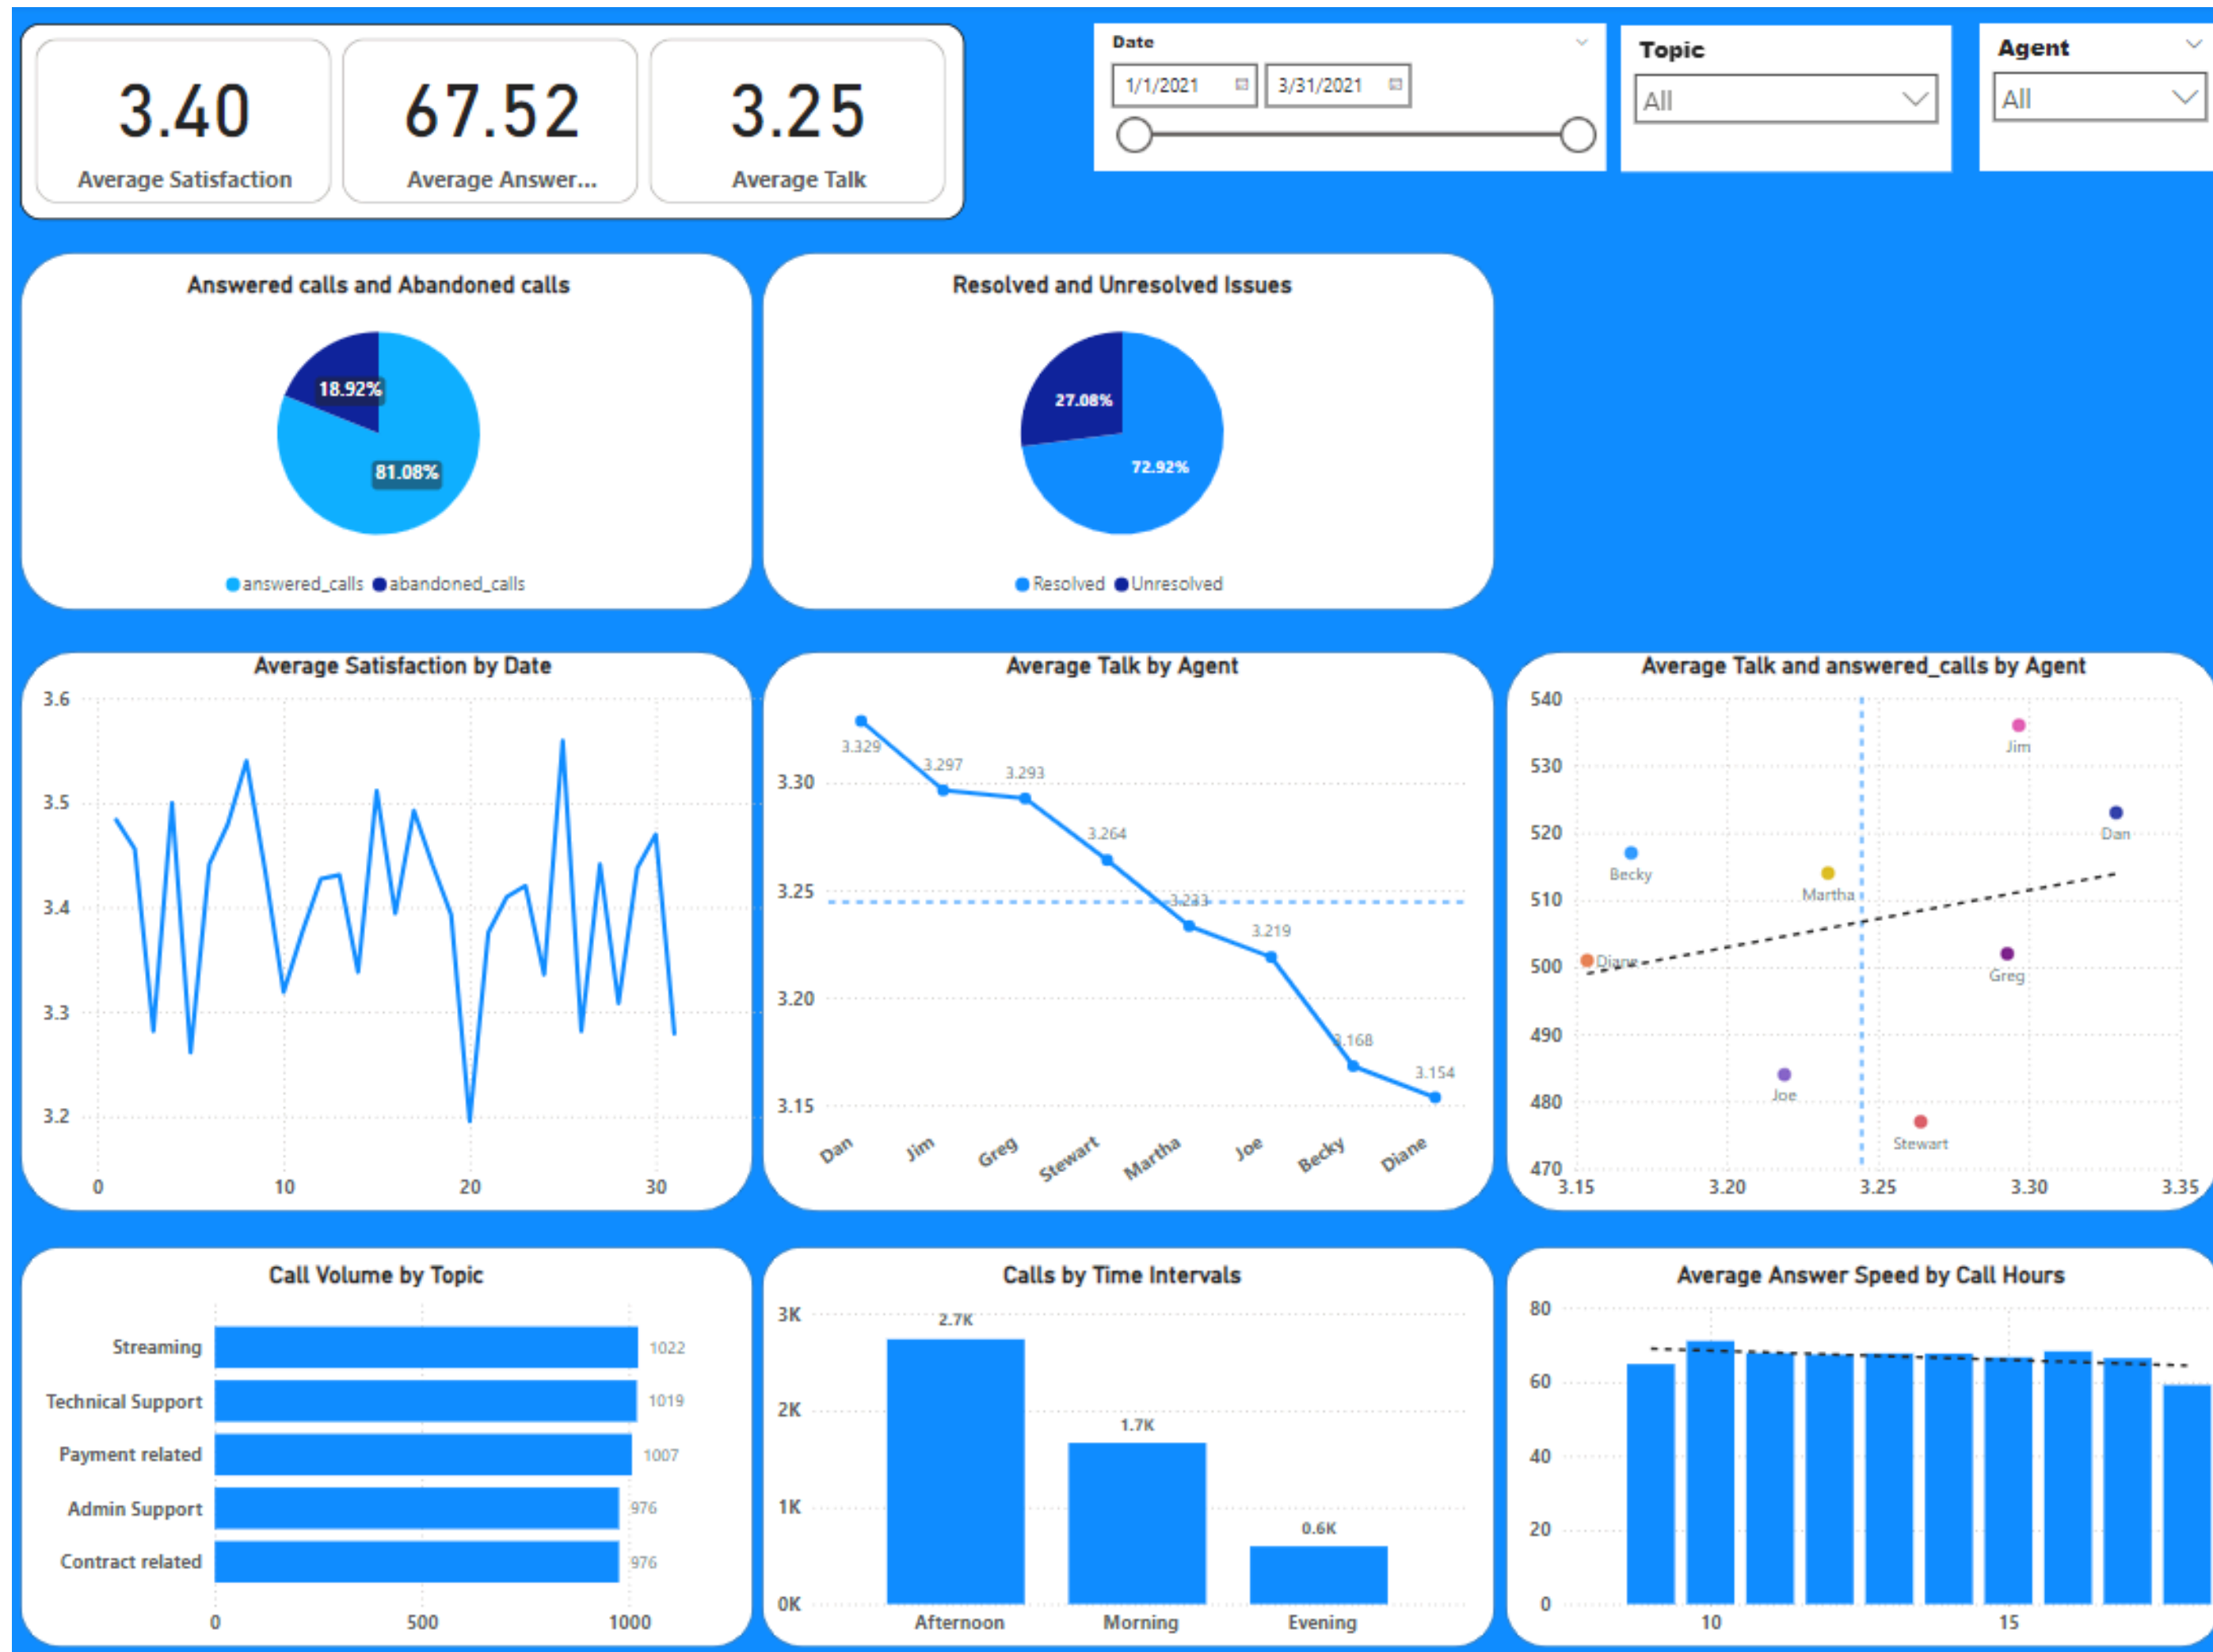 3.40
Average Satisfaction
67.52
Average Answer...
3.25
Average Talk
Date
1/1/2021
3/31/2021
Topic
All
Agent
All
Answered calls and Abandoned calls
18.92%
81.08%
answered_calls abandoned_calls
Resolved and Unresolved Issues
27.08%
72.92%
Resolved Unresolved
Average Satisfaction by Date
3.6
3.5
3.4
3.3
3.2
0 10 20 30
Average Talk by Agent
3.30
3.25
3.20
3.15
3.329
3.297
3.293
3.264
3.233
3.219
3.168
3.154
Dan Jim Greg Stewart Martha Joe Becky Diane
Average Talk and answered_calls by Agent
540
530
520
510
500
490
480
470
Jim
Dan
Becky
Martha
Diane
Greg
Joe
Stewart
3.15 3.20 3.25 3.30 3.35
Call Volume by Topic
Streaming 1022
Technical Support 1019
Payment related 1007
Admin Support 976
Contract related 976
0 500 1000
Calls by Time Intervals
3K
2K
1K
0K
2.7K
1.7K
0.6K
Afternoon Morning Evening
Average Answer Speed by Call Hours
80
60
40
20
0
10 15